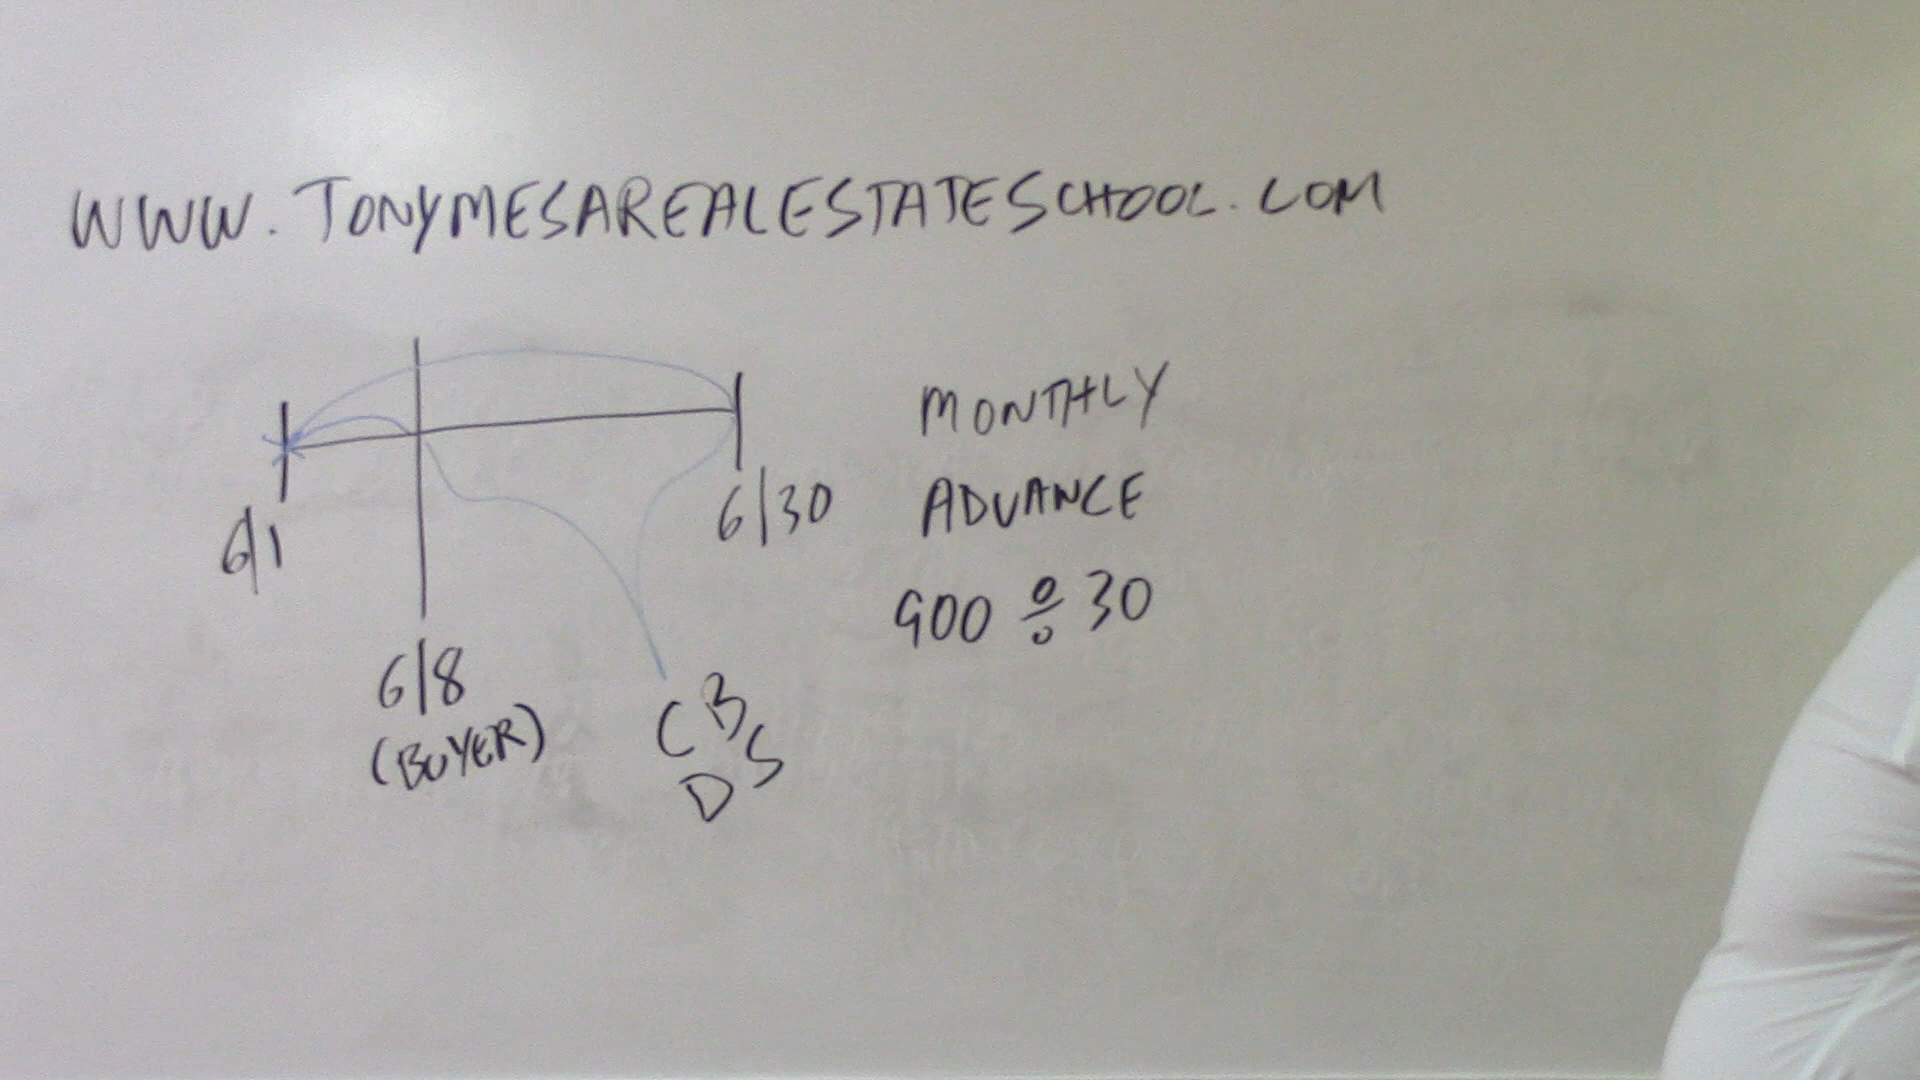 WWW.TONYMESAREALESTATESCHOOL.COM
MONTHLY
ADVANCE
900 ÷ 30
6/1
6/30
6/8
(BUYER)
CB
DS